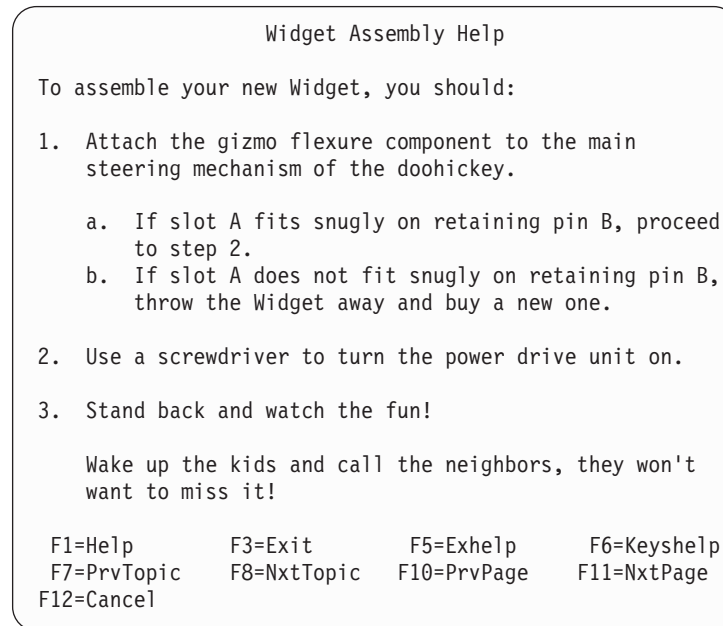 Widget Assembly Help
To assemble your new Widget, you should:
1. Attach the gizmo flexure component to the main
steering mechanism of the doohickey.
a. If slot A fits snugly on retaining pin B, proceed
to step 2.
b. If slot A does not fit snugly on retaining pin B,
throw the Widget away and buy a new one.
2. Use a screwdriver to turn the power drive unit on.
3. Stand back and watch the fun!
Wake up the kids and call the neighbors, they won't
want to miss it!
F1=Help F3=Exit F5=Exhelp F6=Keyshelp
F7=PrvTopic F8=NxtTopic F10=PrvPage F11=NxtPage
F12=Cancel